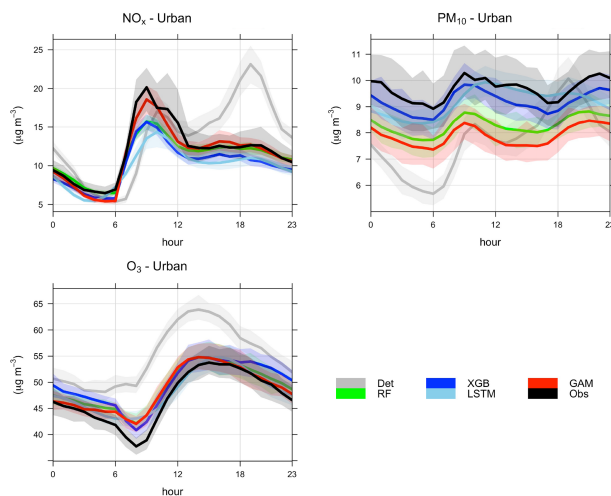 NOx - Urban
25
20
15
10
5
(µg m⁻³)
0 6 12 18 23
hour
PM10 - Urban
11
10
9
8
7
6
5
(µg m⁻³)
0 6 12 18 23
hour
O3 - Urban
65
60
55
50
45
40
(µg m⁻³)
0 6 12 18 23
hour
Det XGB GAM
RF LSTM Obs